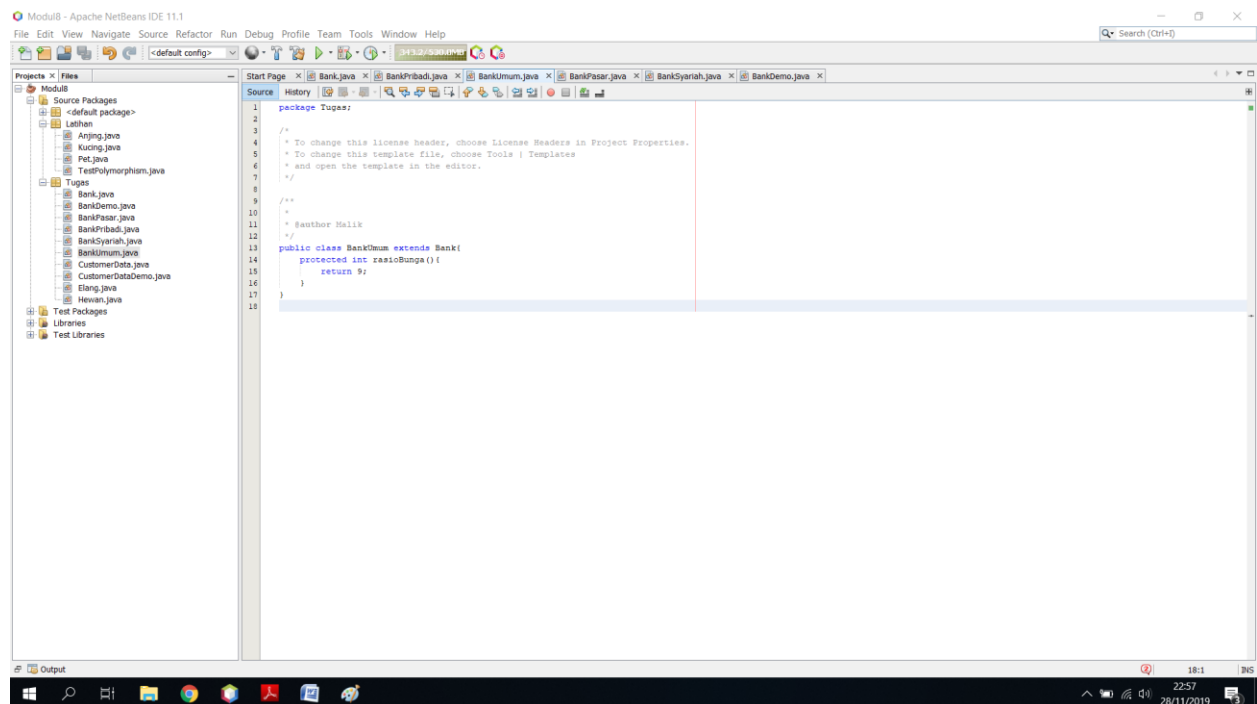 Modul8 - Apache NetBeans IDE 11.1
File Edit View Navigate Source Refactor Run Debug Profile Team Tools Window Help
Search (Ctrl+I)
<default config>
343.2/530.0MB
Projects Files
Start Page Bank.java BankPribadi.java BankUmum.java BankPasar.java BankSyariah.java BankDemo.java
Source History
Modul8
Source Packages
<default package>
Latihan
Anjing.java
Kucing.java
Pet.java
TestPolymorphism.java
Tugas
Bank.java
BankDemo.java
BankPasar.java
BankPribadi.java
BankSyariah.java
BankUmum.java
CustomerData.java
CustomerDataDemo.java
Elang.java
Hewan.java
Test Packages
Libraries
Test Libraries
1 package Tugas;
2
3 /*
4 * To change this license header, choose License Headers in Project Properties.
5 * To change this template file, choose Tools | Templates
6 * and open the template in the editor.
7 */
8
9 /**
10 *
11 * @author Malik
12 */
13 public class BankUmum extends Bank{
14 protected int rasioBunga(){
15 return 9;
16 }
17 }
18
Output
2
18:1
INS
22:57
28/11/2019
3